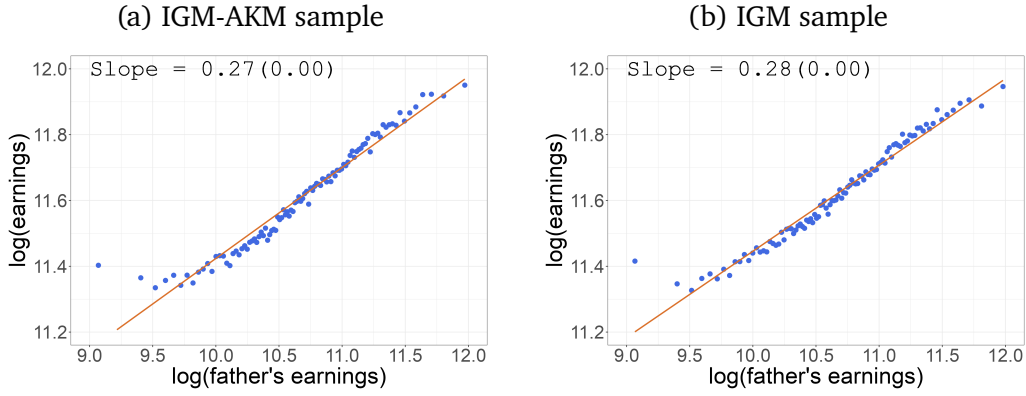 (a) IGM-AKM sample
Slope = 0.27(0.00)
12.0
11.8
11.6
11.4
11.2
log(earnings)
9.0 9.5 10.0 10.5 11.0 11.5 12.0
log(father's earnings)
(b) IGM sample
Slope = 0.28(0.00)
12.0
11.8
11.6
11.4
11.2
log(earnings)
9.0 9.5 10.0 10.5 11.0 11.5 12.0
log(father's earnings)